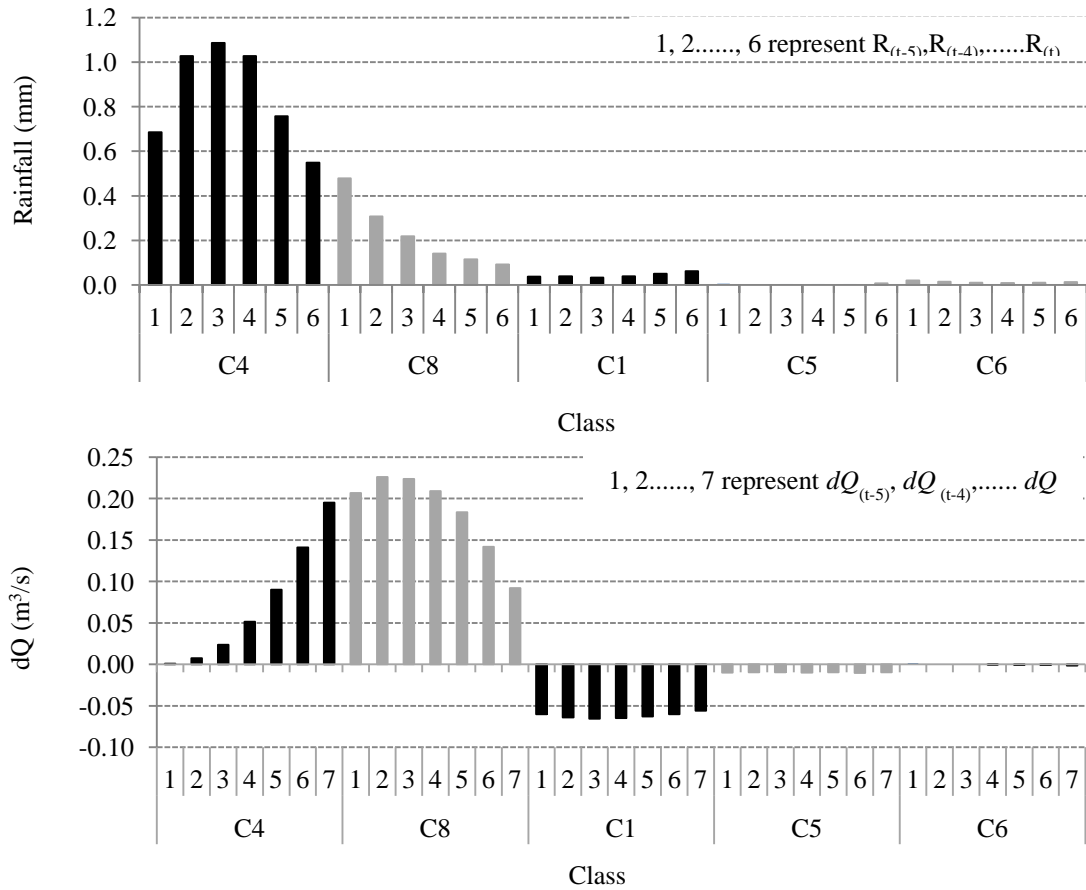 1.2
1, 2......, 6 represent R(t-5),R(t-4),......R(t)
1.0
0.8
0.6
0.4
0.2
0.0
Rainfall (mm)
1 2 3 4 5 6 1 2 3 4 5 6 1 2 3 4 5 6 1 2 3 4 5 6 1 2 3 4 5 6
C4 C8 C1 C5 C6
Class
0.25
1, 2......, 7 represent dQ(t-5), dQ (t-4),...... dQ
0.20
0.15
0.10
0.05
0.00
-0.05
-0.10
dQ (m³/s)
1 2 3 4 5 6 7 1 2 3 4 5 6 7 1 2 3 4 5 6 7 1 2 3 4 5 6 7 1 2 3 4 5 6 7
C4 C8 C1 C5 C6
Class